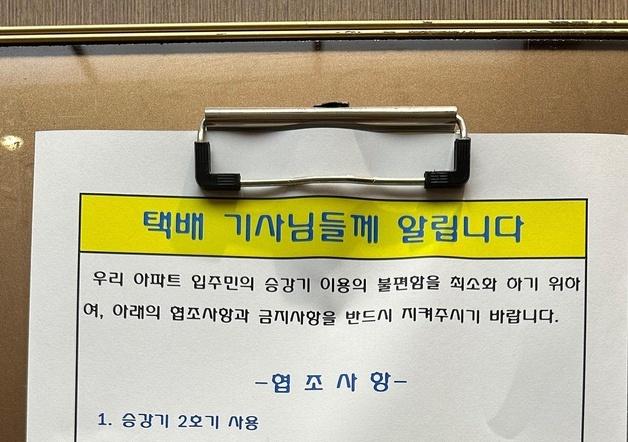 택배 기사님들께 알립니다
우리 아파트 입주민의 승강기 이용의 불편함을 최소화 하기 위하
여, 아래의 협조사항과 금지사항을 반드시 지켜주시기 바랍니다.
-협 조 사 항-
1. 승강기 2호기 사용